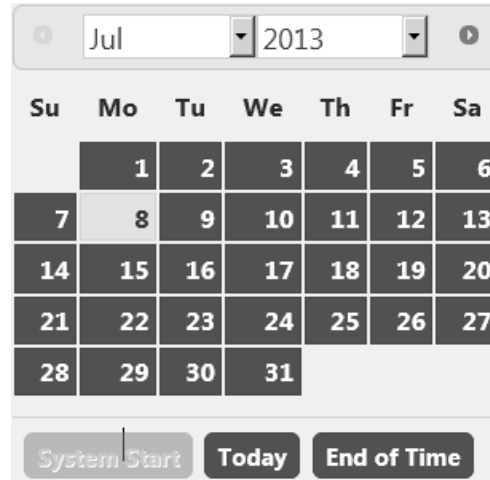 Jul 2013
Su Mo Tu We Th Fr Sa
1 2 3 4 5 6
7 8 9 10 11 12 13
14 15 16 17 18 19 20
21 22 23 24 25 26 27
28 29 30 31
System Start Today End of Time